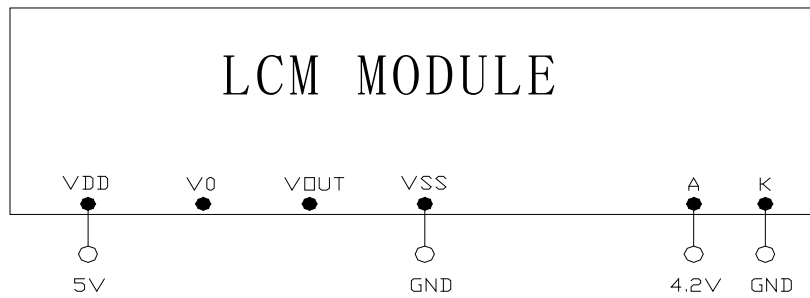 LCM MODULE
VDD V0 VOUT VSS A K
5V GND 4.2V GND